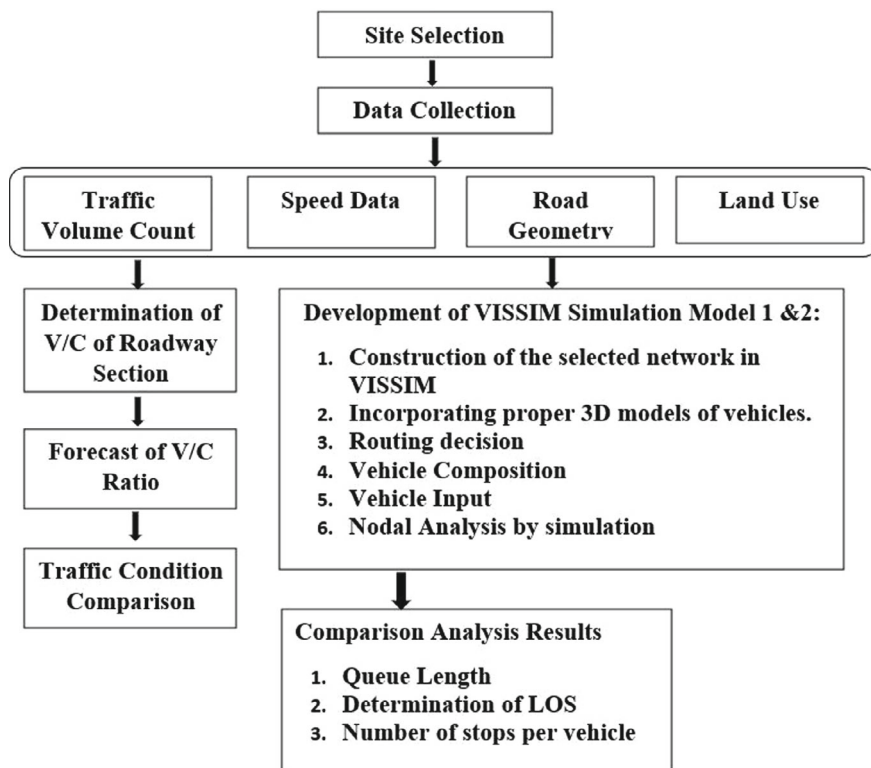 Site Selection
Data Collection
Traffic
Volume Count
Speed Data
Road
Geometry
Land Use
Determination of
V/C of Roadway
Section
Forecast of V/C
Ratio
Traffic Condition
Comparison
Development of VISSIM Simulation Model 1 &2:
1. Construction of the selected network in
VISSIM
2. Incorporating proper 3D models of vehicles.
3. Routing decision
4. Vehicle Composition
5. Vehicle Input
6. Nodal Analysis by simulation
Comparison Analysis Results
1. Queue Length
2. Determination of LOS
3. Number of stops per vehicle